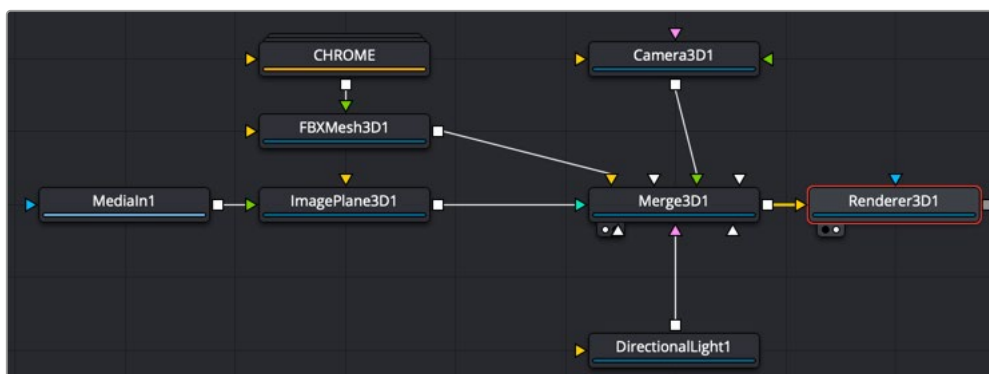 CHROME
Camera3D1
FBXMesh3D1
MediaIn1
ImagePlane3D1
Merge3D1
Renderer3D1
DirectionalLight1